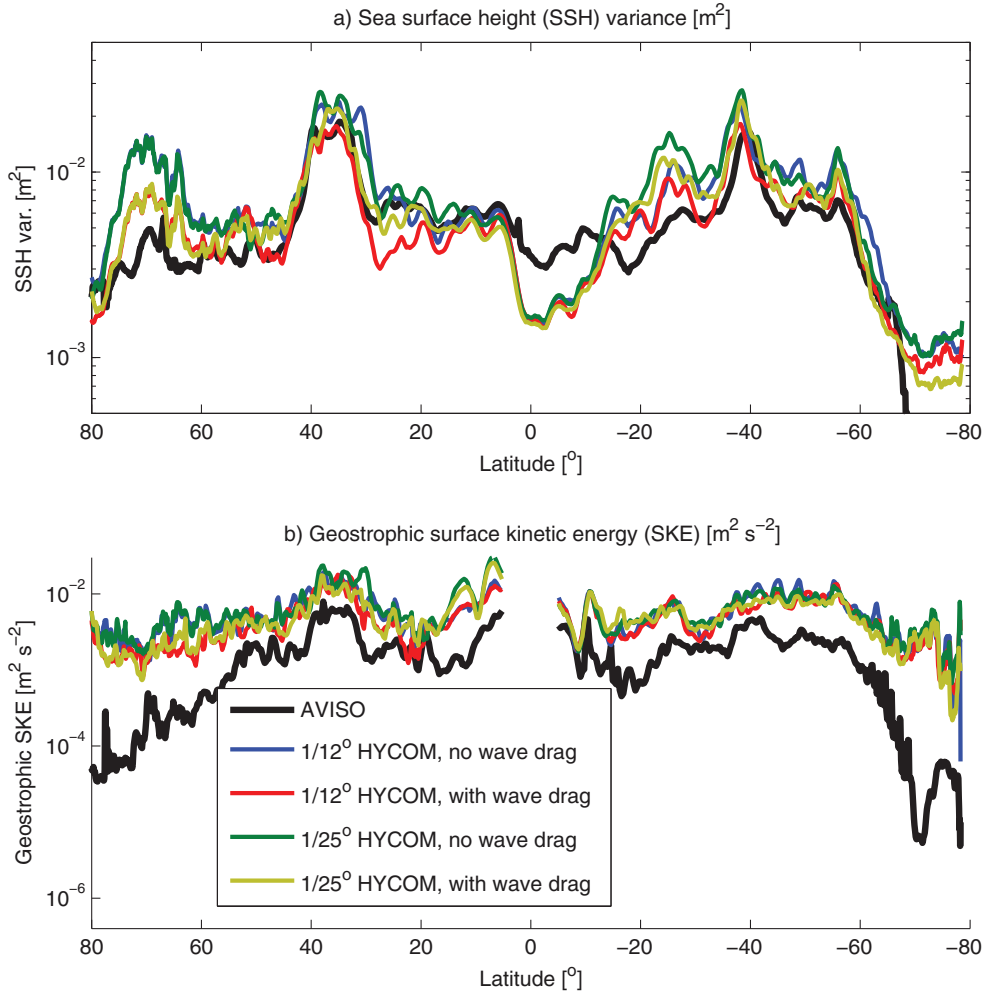 a) Sea surface height (SSH) variance [m²]
SSH var. [m²]
10⁻²
10⁻³
80 60 40 20 0 −20 −40 −60 −80
Latitude [°]
b) Geostrophic surface kinetic energy (SKE) [m² s⁻²]
Geostrophic SKE [m² s⁻²]
10⁻²
10⁻⁴
10⁻⁶
AVISO
1/12° HYCOM, no wave drag
1/12° HYCOM, with wave drag
1/25° HYCOM, no wave drag
1/25° HYCOM, with wave drag
80 60 40 20 0 −20 −40 −60 −80
Latitude [°]